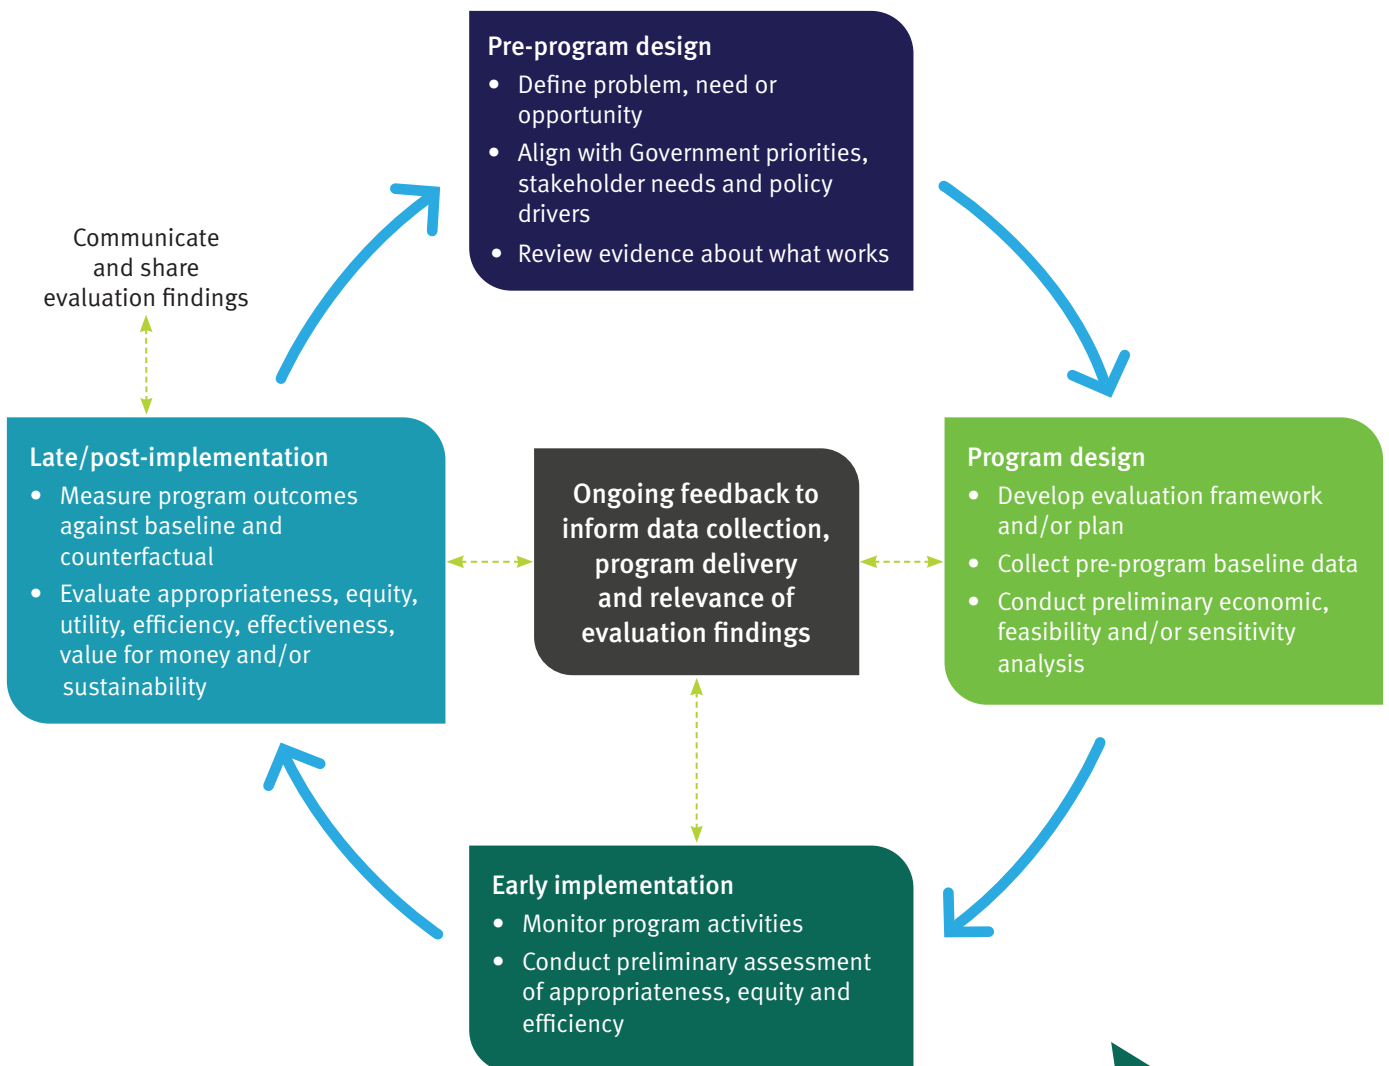 Pre-program design
• Define problem, need or
opportunity
• Align with Government priorities,
stakeholder needs and policy
drivers
• Review evidence about what works
Communicate
and share
evaluation findings
Late/post-implementation
• Measure program outcomes
against baseline and
counterfactual
• Evaluate appropriateness, equity,
utility, efficiency, effectiveness,
value for money and/or
sustainability
Ongoing feedback to
inform data collection,
program delivery
and relevance of
evaluation findings
Program design
• Develop evaluation framework
and/or plan
• Collect pre-program baseline data
• Conduct preliminary economic,
feasibility and/or sensitivity
analysis
Early implementation
• Monitor program activities
• Conduct preliminary assessment
of appropriateness, equity and
efficiency